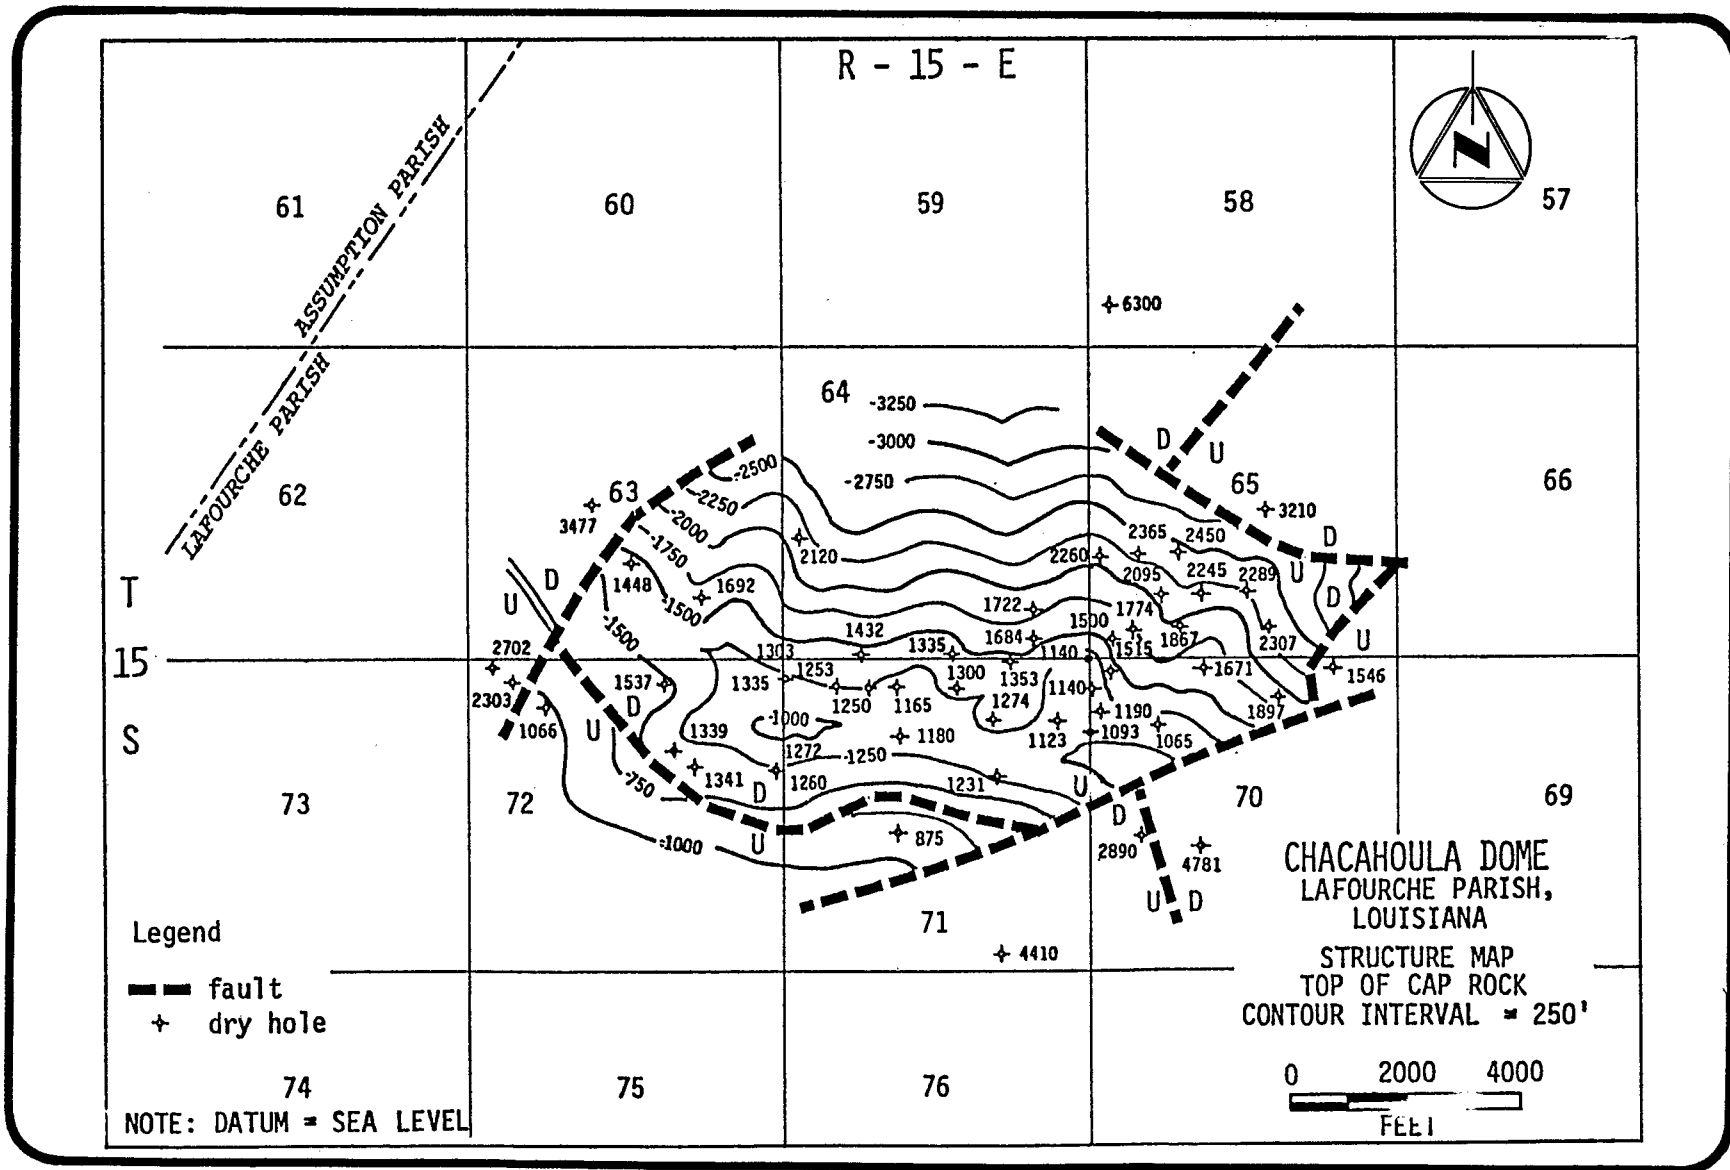 R - 15 - E
N
ASSUMPTION PARISH
LAFOURCHE PARISH
61
60
59
58
57
6300
64
-3250
-3000
-2750
D
U
65
66
62
63
3477
-2500
-2250
-2000
-1750
2120
3210
2365
2450
2260
D
2095
2245
2289
U
D
U
T
15
S
D
U
1448
1692
-1500
-1500
1722
1774
1500
1432
1684
1867
2307
1335
1140
1515
1303
2702
1253
1353
1671
1546
1537
1335
1300
1140
2303
1250
1165
1274
1190
1897
1066
D
U
-1000
1123
1093
1065
1339
1180
1272
-1250
1341
1260
1231
-750
D
U
U
D
73
72
70
69
-1000
875
2890
4781
U
D
71
4410
CHACAHOULA DOME
LAFOURCHE PARISH,
LOUISIANA
STRUCTURE MAP
TOP OF CAP ROCK
CONTOUR INTERVAL = 250'
Legend
fault
dry hole
74
75
76
0 2000 4000
FEET
NOTE: DATUM = SEA LEVEL